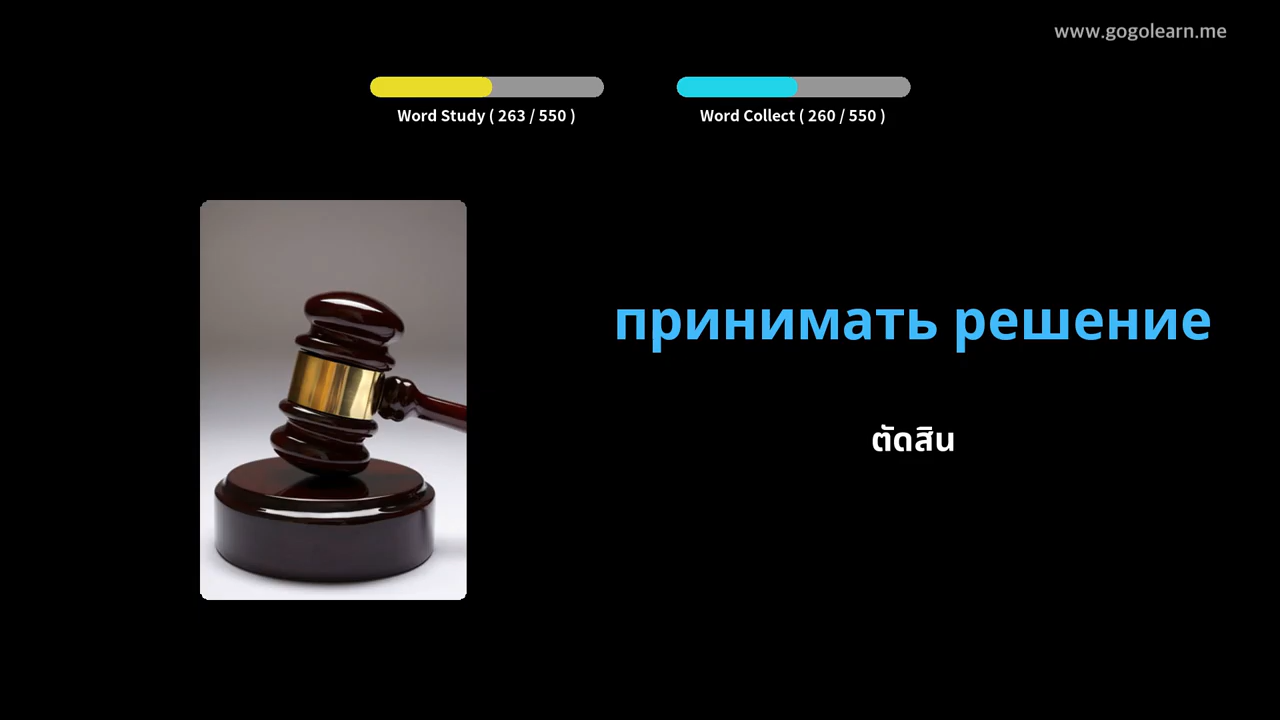 www.gogolearn.me
Word Study ( 263 / 550 )
Word Collect ( 260 / 550 )
принимать решение
ตัดสิน